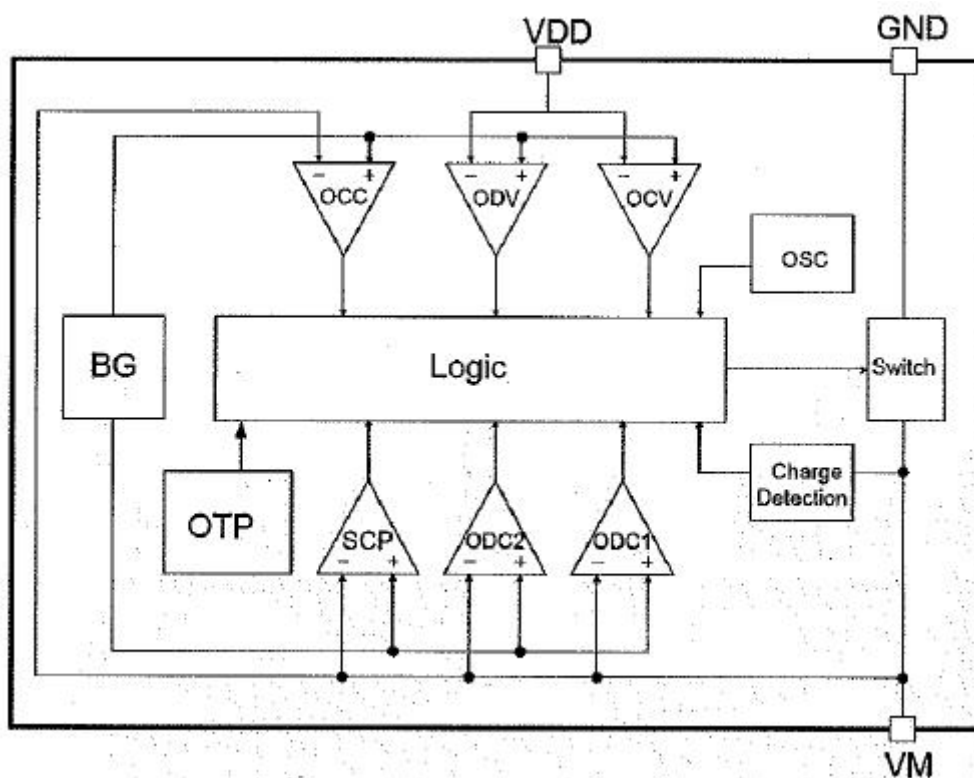 VDD
GND
- +
- +
- +
OCC
ODV
OCV
OSC
BG
Logic
Switch
OTP
Charge
Detection
SCP
ODC2
ODC1
- +
- +
- +
VM